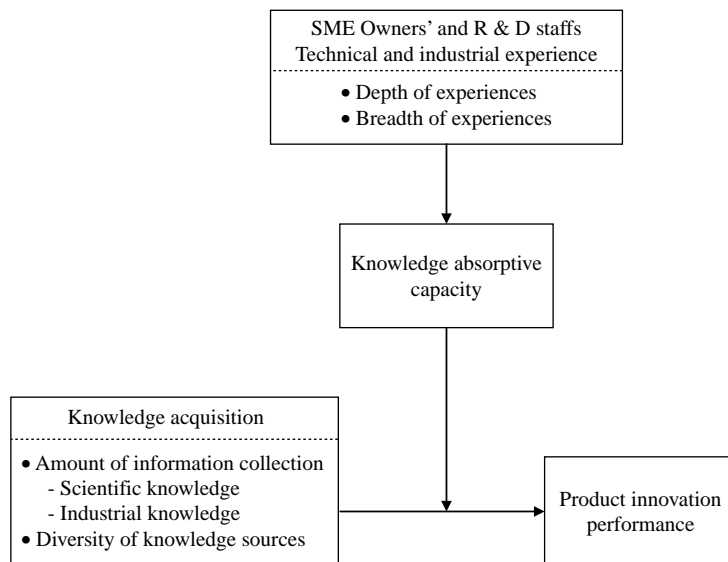 SME Owners’ and R & D staffs
Technical and industrial experience
• Depth of experiences
• Breadth of experiences
Knowledge absorptive
capacity
Knowledge acquisition
• Amount of information collection
- Scientific knowledge
- Industrial knowledge
• Diversity of knowledge sources
Product innovation
performance